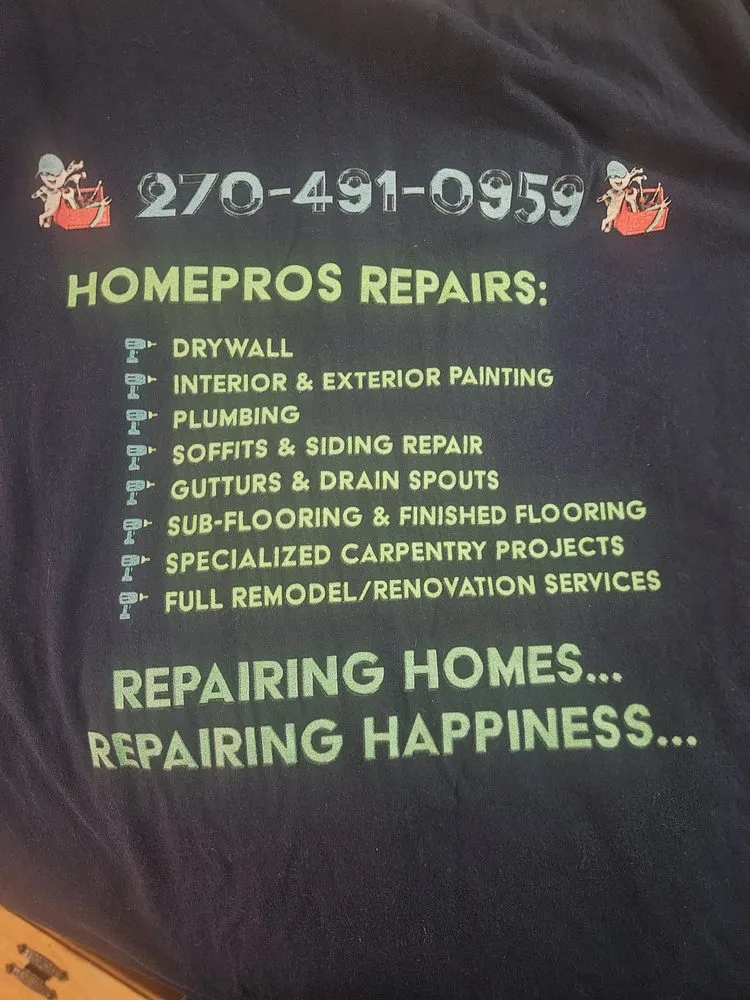 270-491-0959
HOMEPROS REPAIRS:
DRYWALL
INTERIOR & EXTERIOR PAINTING
PLUMBING
SOFFITS & SIDING REPAIR
GUTTURS & DRAIN SPOUTS
SUB-FLOORING & FINISHED FLOORING
SPECIALIZED CARPENTRY PROJECTS
FULL REMODEL/RENOVATION SERVICES
REPAIRING HOMES...
REPAIRING HAPPINESS...